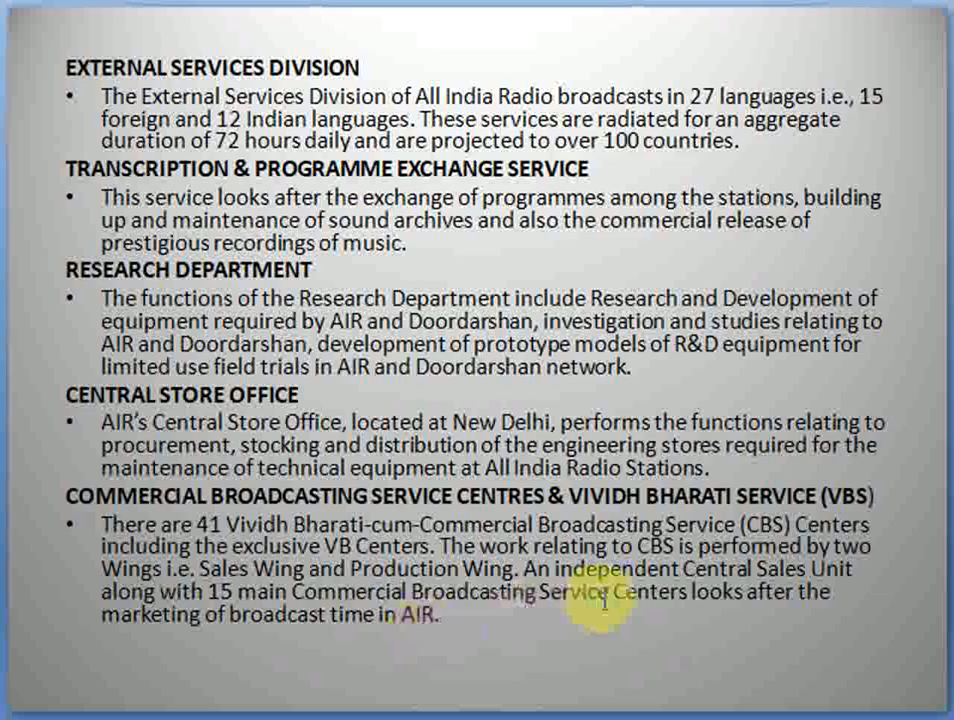 EXTERNAL SERVICES DIVISION
• The External Services Division of All India Radio broadcasts in 27 languages i.e., 15
foreign and 12 Indian languages. These services are radiated for an aggregate
duration of 72 hours daily and are projected to over 100 countries.
TRANSCRIPTION & PROGRAMME EXCHANGE SERVICE
• This service looks after the exchange of programmes among the stations, building
up and maintenance of sound archives and also the commercial release of
prestigious recordings of music.
RESEARCH DEPARTMENT
• The functions of the Research Department include Research and Development of
equipment required by AIR and Doordarshan, investigation and studies relating to
AIR and Doordarshan, development of prototype models of R&D equipment for
limited use field trials in AIR and Doordarshan network.
CENTRAL STORE OFFICE
• AIR’s Central Store Office, located at New Delhi, performs the functions relating to
procurement, stocking and distribution of the engineering stores required for the
maintenance of technical equipment at All India Radio Stations.
COMMERCIAL BROADCASTING SERVICE CENTRES & VIVIDH BHARATI SERVICE (VBS)
• There are 41 Vividh Bharati-cum-Commercial Broadcasting Service (CBS) Centers
including the exclusive VB Centers. The work relating to CBS is performed by two
Wings i.e. Sales Wing and Production Wing. An independent Central Sales Unit
along with 15 main Commercial Broadcasting Service Centers looks after the
marketing of broadcast time in AIR.